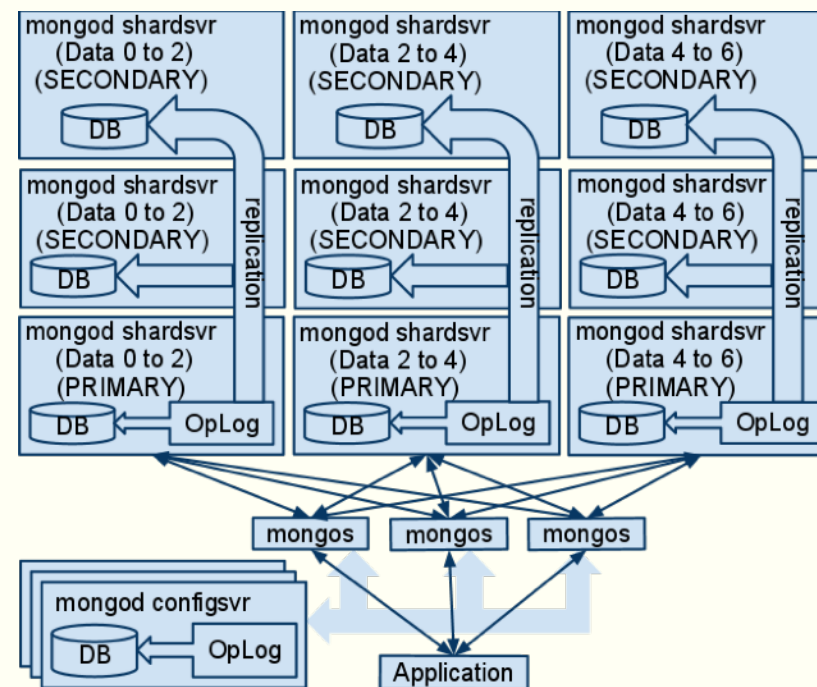 mongod shardsvr
(Data 0 to 2)
(SECONDARY)
DB
mongod shardsvr
(Data 2 to 4)
(SECONDARY)
DB
mongod shardsvr
(Data 4 to 6)
(SECONDARY)
DB
mongod shardsvr
(Data 0 to 2)
(SECONDARY)
DB
replication
mongod shardsvr
(Data 2 to 4)
(SECONDARY)
DB
replication
mongod shardsvr
(Data 4 to 6)
(SECONDARY)
DB
replication
mongod shardsvr
(Data 0 to 2)
(PRIMARY)
DB
OpLog
mongod shardsvr
(Data 2 to 4)
(PRIMARY)
DB
OpLog
mongod shardsvr
(Data 4 to 6)
(PRIMARY)
DB
OpLog
mongos
mongos
mongos
mongod configsvr
DB
OpLog
Application